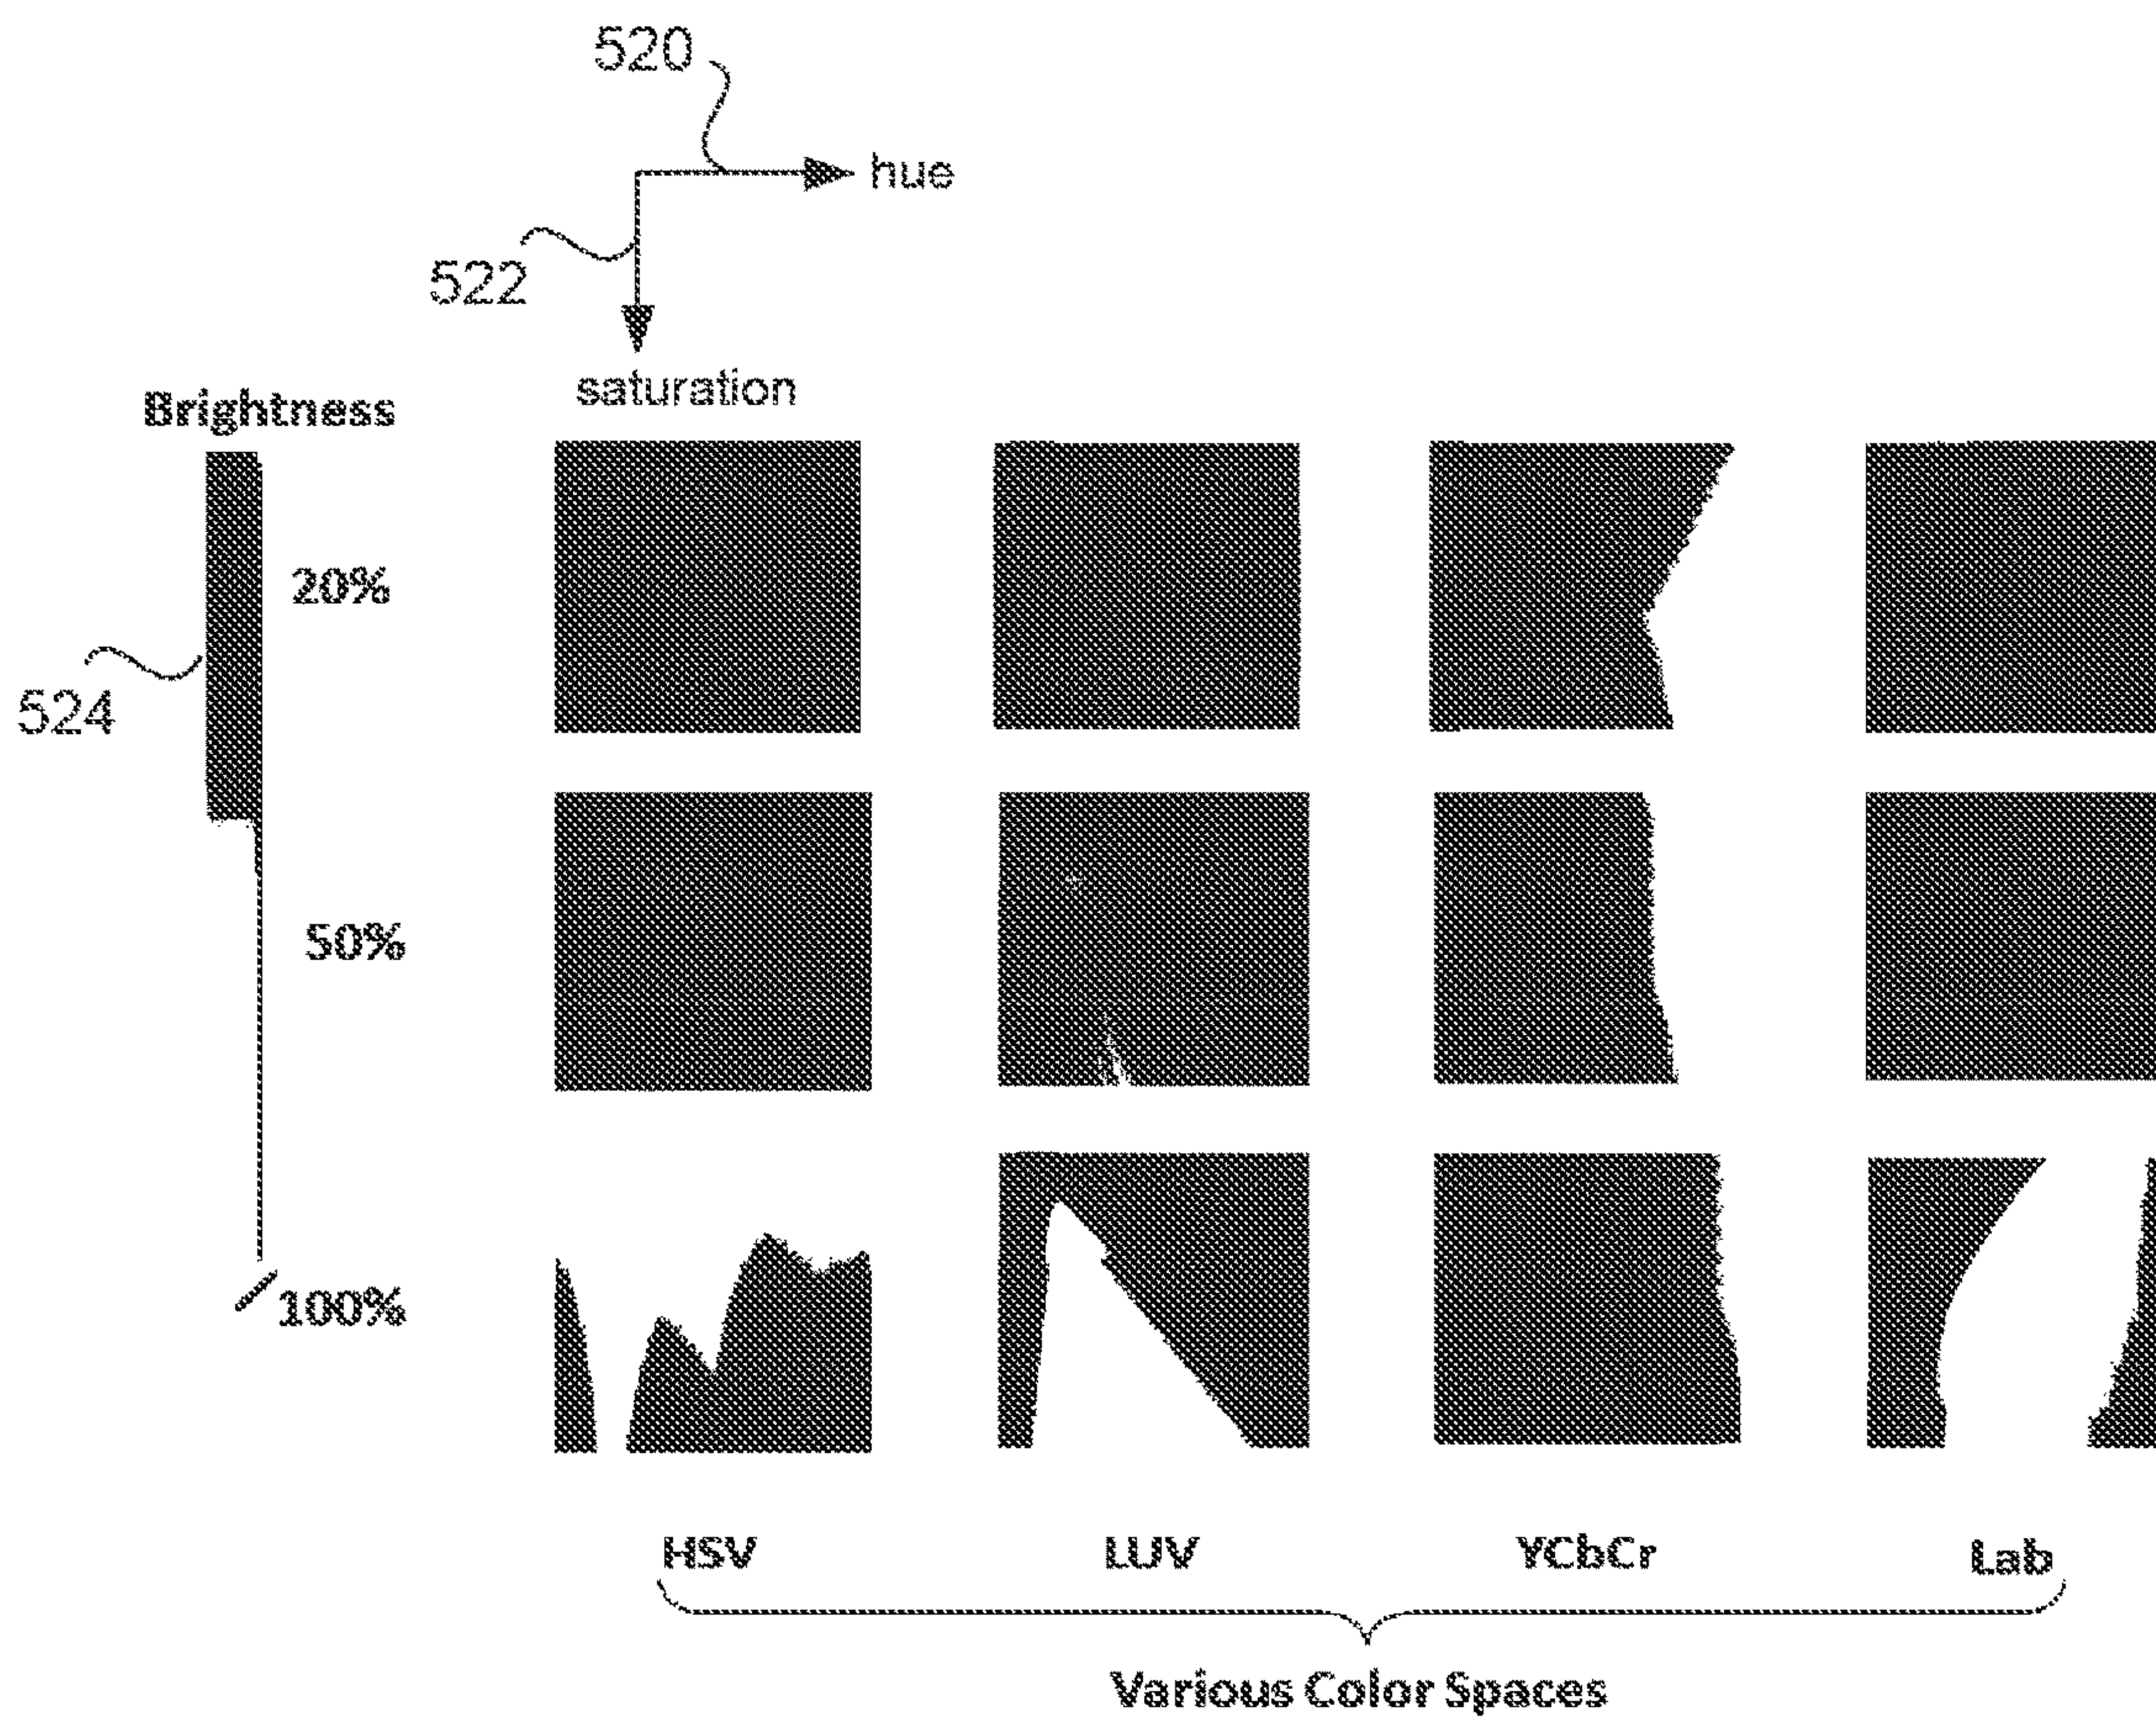 520
hue
522
saturation
Brightness
20%
524
50%
100%
HSV LUV YCbCr Lab
Various Color Spaces